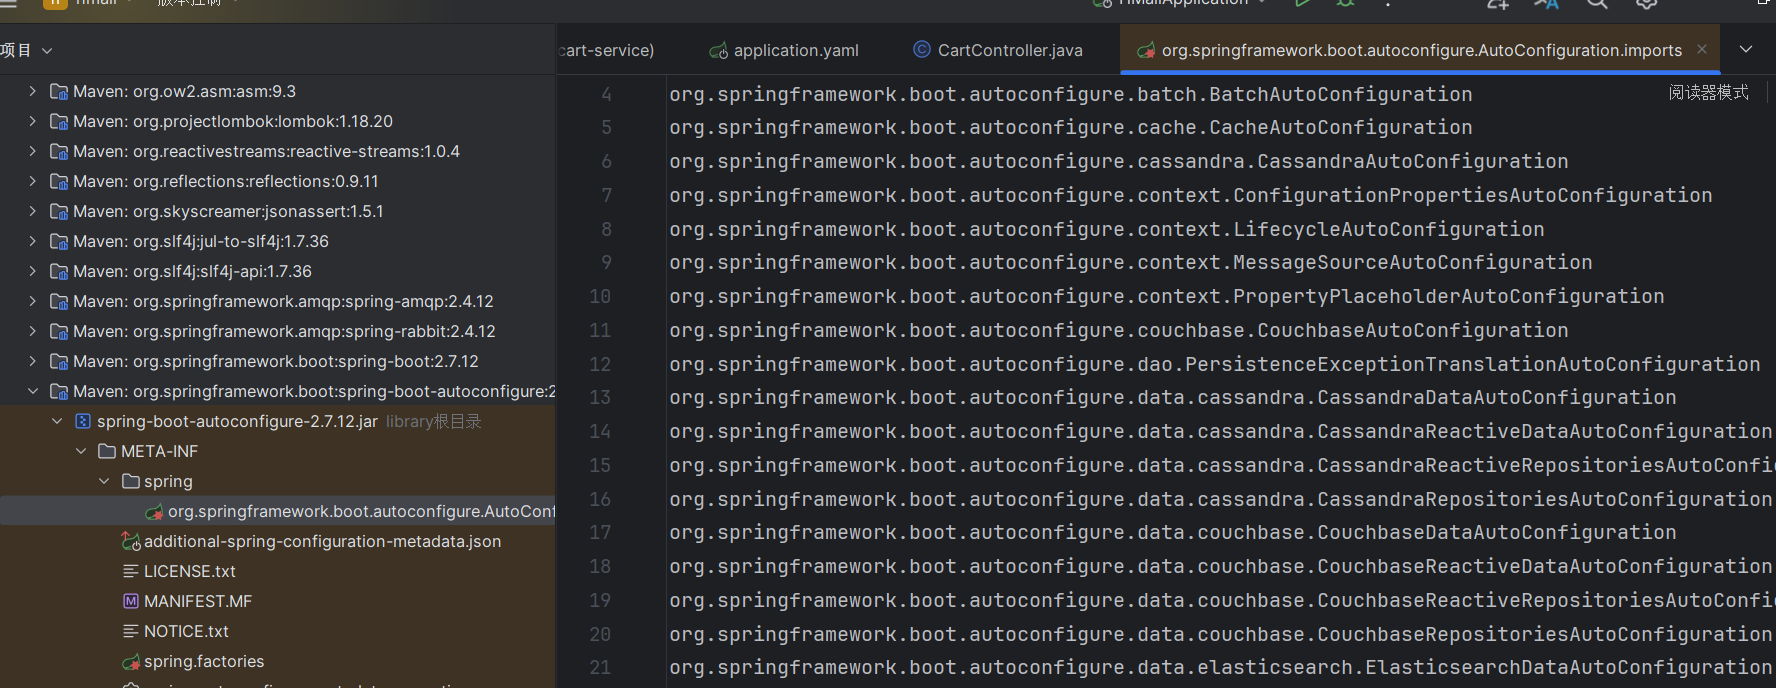 hmall 版本控制
HMallApplication
项目
cart-service)
application.yaml
CartController.java
org.springframework.boot.autoconfigure.AutoConfiguration.imports
Maven: org.ow2.asm:asm:9.3
Maven: org.projectlombok:lombok:1.18.20
Maven: org.reactivestreams:reactive-streams:1.0.4
Maven: org.reflections:reflections:0.9.11
Maven: org.skyscreamer:jsonassert:1.5.1
Maven: org.slf4j:jul-to-slf4j:1.7.36
Maven: org.slf4j:slf4j-api:1.7.36
Maven: org.springframework.amqp:spring-amqp:2.4.12
Maven: org.springframework.amqp:spring-rabbit:2.4.12
Maven: org.springframework.boot:spring-boot:2.7.12
Maven: org.springframework.boot:spring-boot-autoconfigure:2
spring-boot-autoconfigure-2.7.12.jar library根目录
META-INF
spring
org.springframework.boot.autoconfigure.AutoConf
additional-spring-configuration-metadata.json
LICENSE.txt
MANIFEST.MF
NOTICE.txt
spring.factories
阅读器模式
4 org.springframework.boot.autoconfigure.batch.BatchAutoConfiguration
5 org.springframework.boot.autoconfigure.cache.CacheAutoConfiguration
6 org.springframework.boot.autoconfigure.cassandra.CassandraAutoConfiguration
7 org.springframework.boot.autoconfigure.context.ConfigurationPropertiesAutoConfiguration
8 org.springframework.boot.autoconfigure.context.LifecycleAutoConfiguration
9 org.springframework.boot.autoconfigure.context.MessageSourceAutoConfiguration
10 org.springframework.boot.autoconfigure.context.PropertyPlaceholderAutoConfiguration
11 org.springframework.boot.autoconfigure.couchbase.CouchbaseAutoConfiguration
12 org.springframework.boot.autoconfigure.dao.PersistenceExceptionTranslationAutoConfiguration
13 org.springframework.boot.autoconfigure.data.cassandra.CassandraDataAutoConfiguration
14 org.springframework.boot.autoconfigure.data.cassandra.CassandraReactiveDataAutoConfiguration
15 org.springframework.boot.autoconfigure.data.cassandra.CassandraReactiveRepositoriesAutoConfi
16 org.springframework.boot.autoconfigure.data.cassandra.CassandraRepositoriesAutoConfiguration
17 org.springframework.boot.autoconfigure.data.couchbase.CouchbaseDataAutoConfiguration
18 org.springframework.boot.autoconfigure.data.couchbase.CouchbaseReactiveDataAutoConfiguration
19 org.springframework.boot.autoconfigure.data.couchbase.CouchbaseReactiveRepositoriesAutoConfi
20 org.springframework.boot.autoconfigure.data.couchbase.CouchbaseRepositoriesAutoConfiguration
21 org.springframework.boot.autoconfigure.data.elasticsearch.ElasticsearchDataAutoConfiguration